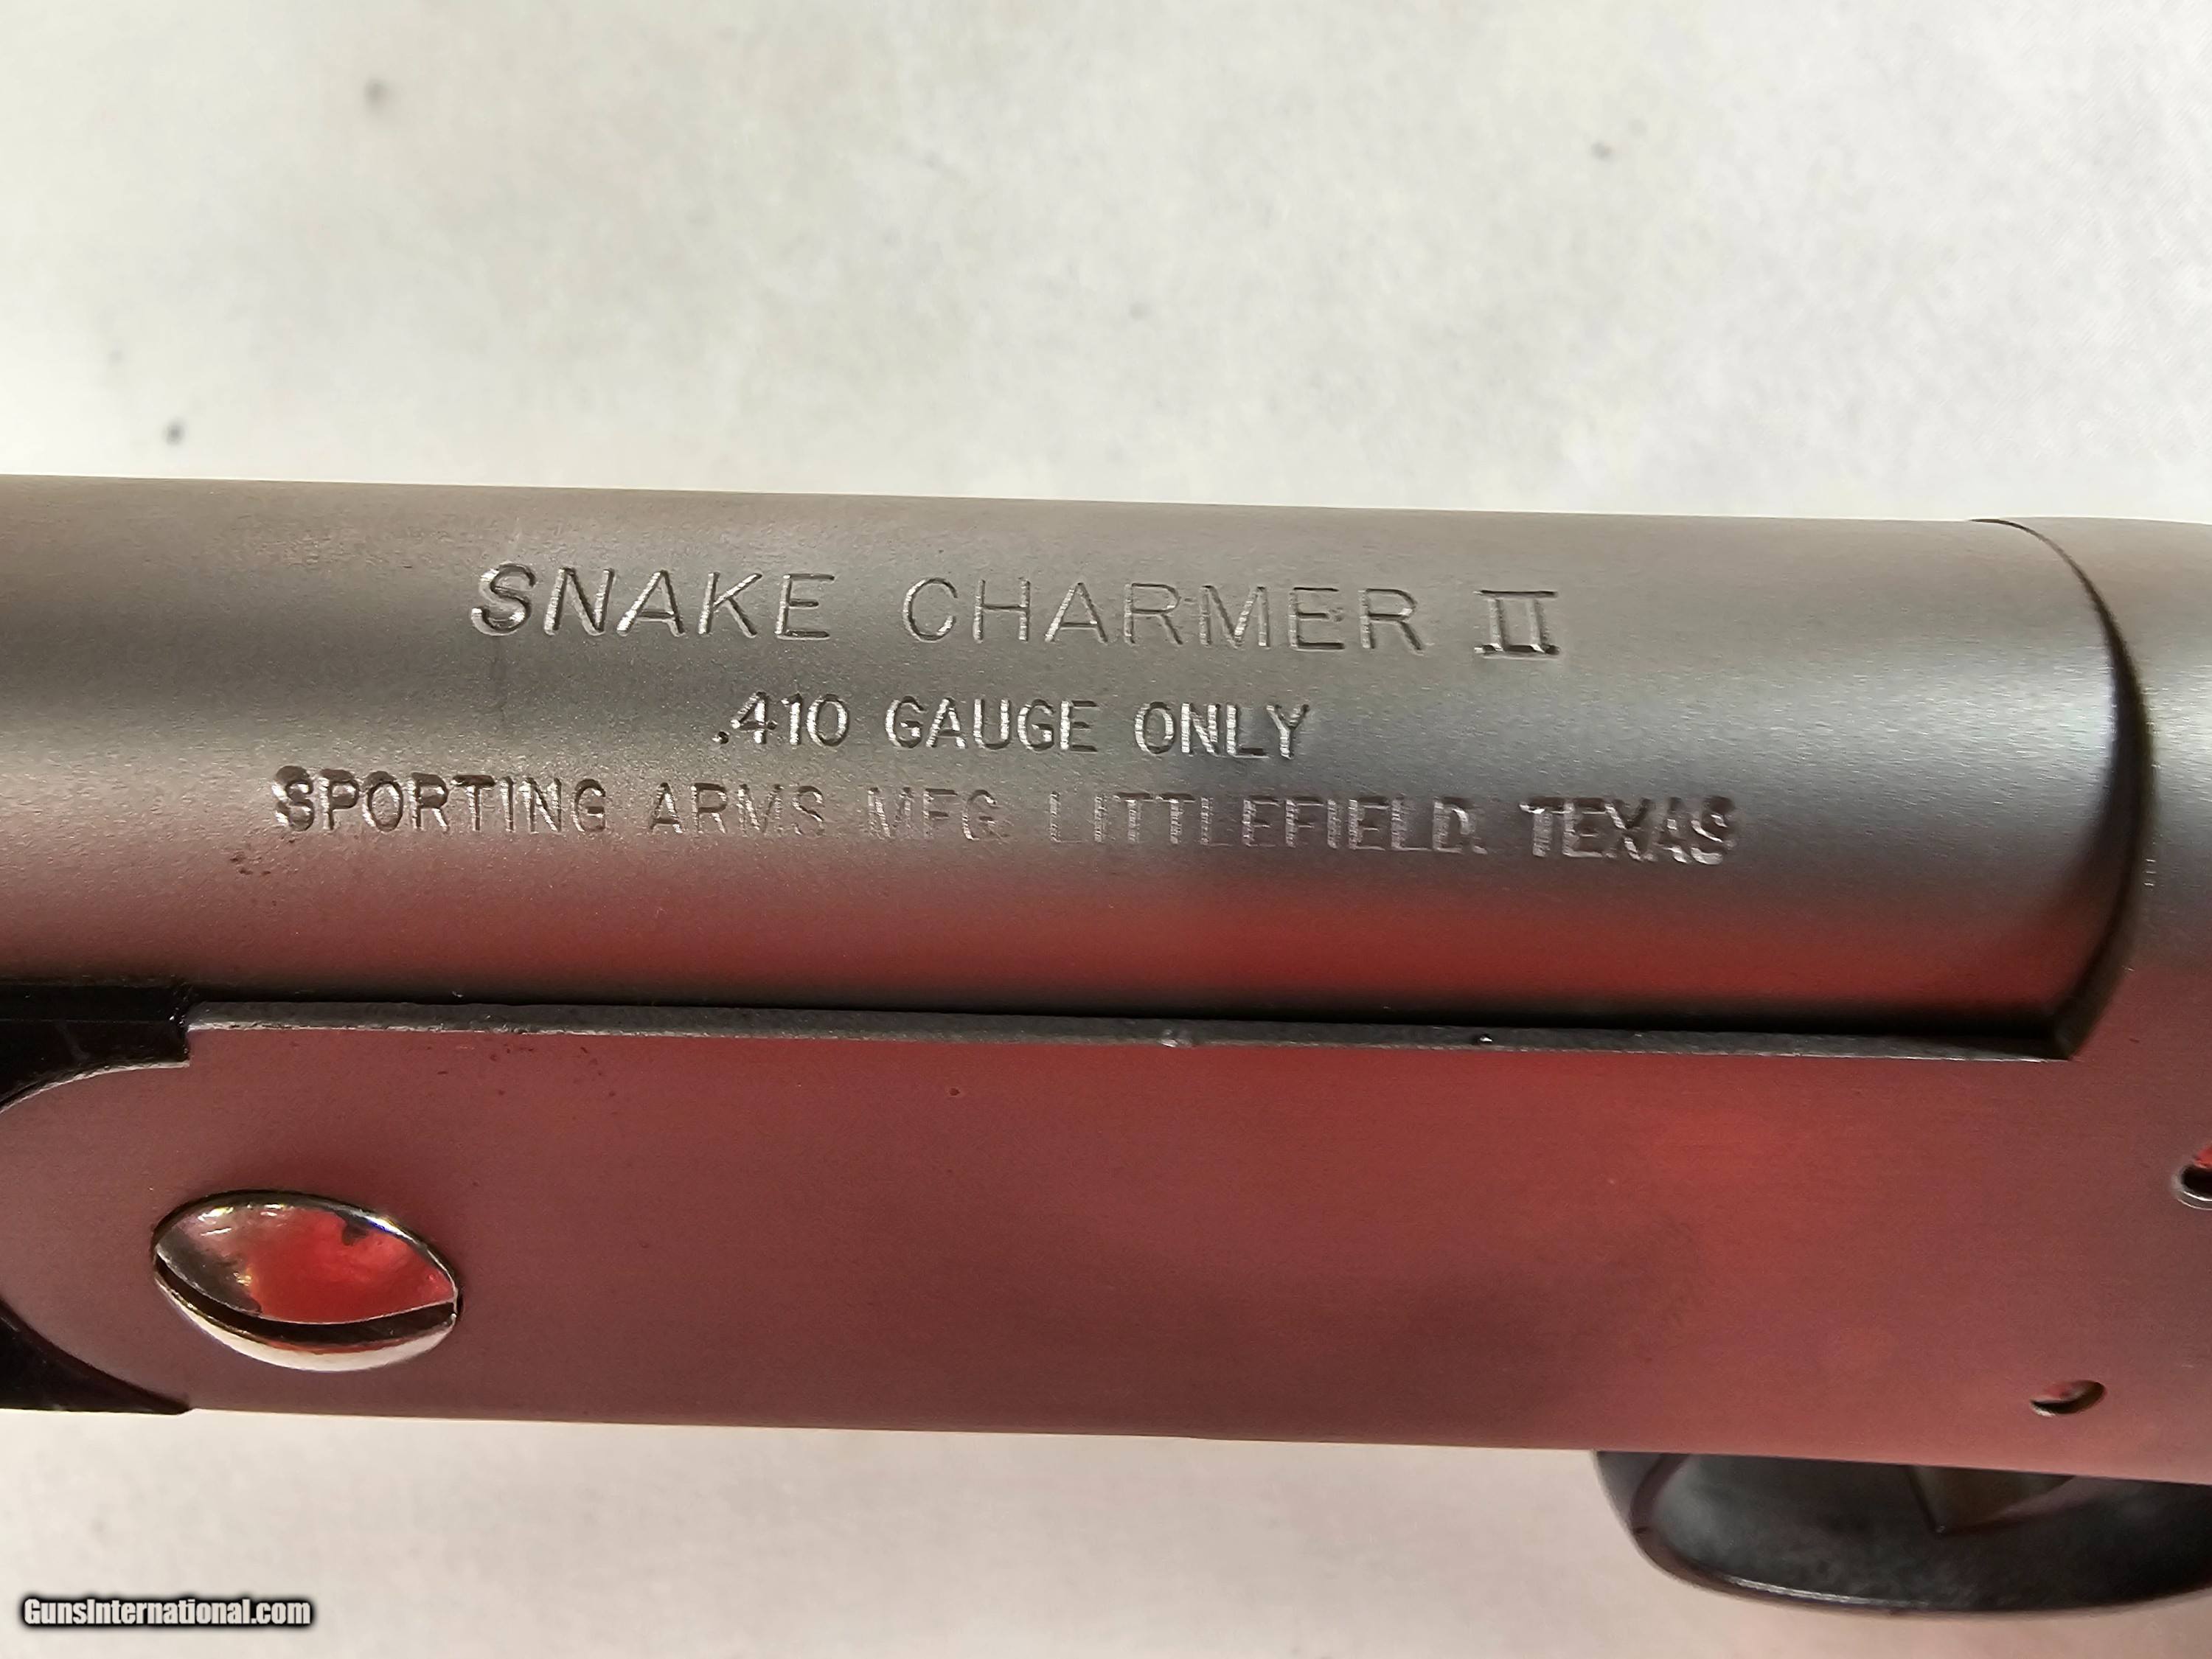 SNAKE CHARMER II
.410 GAUGE ONLY
SPORTING ARMS MFG. LITTLEFIELD, TEXAS
GunsInternational.com